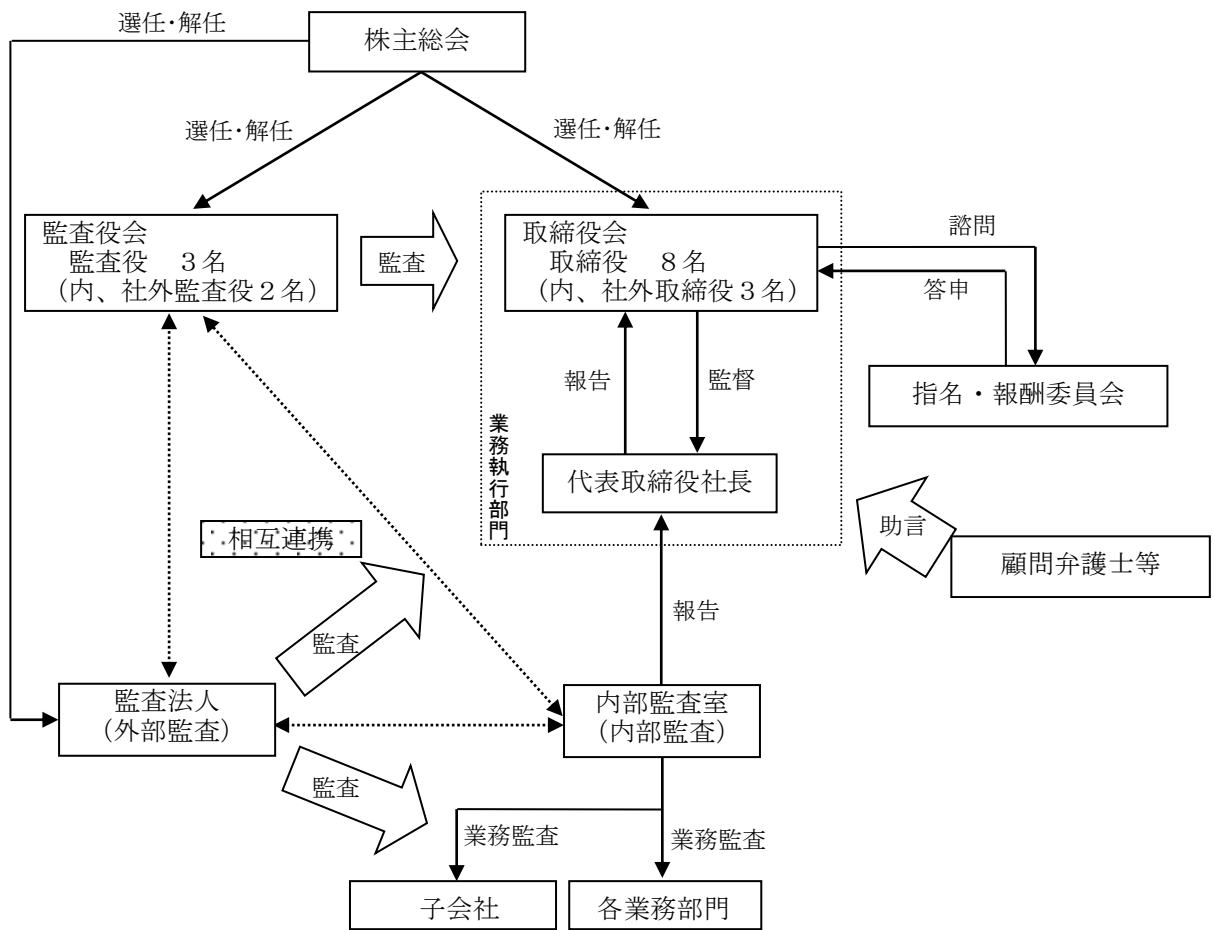 選任・解任
株主総会
選任・解任
選任・解任
監査役会
監査役　３名
（内、社外監査役２名）
監査
取締役会
取締役　８名
（内、社外取締役３名）
諮問
答申
報告
監督
指名・報酬委員会
業務執行部門
代表取締役社長
助言
顧問弁護士等
相互連携
監査
報告
監査法人
（外部監査）
内部監査室
（内部監査）
監査
業務監査
業務監査
子会社
各業務部門